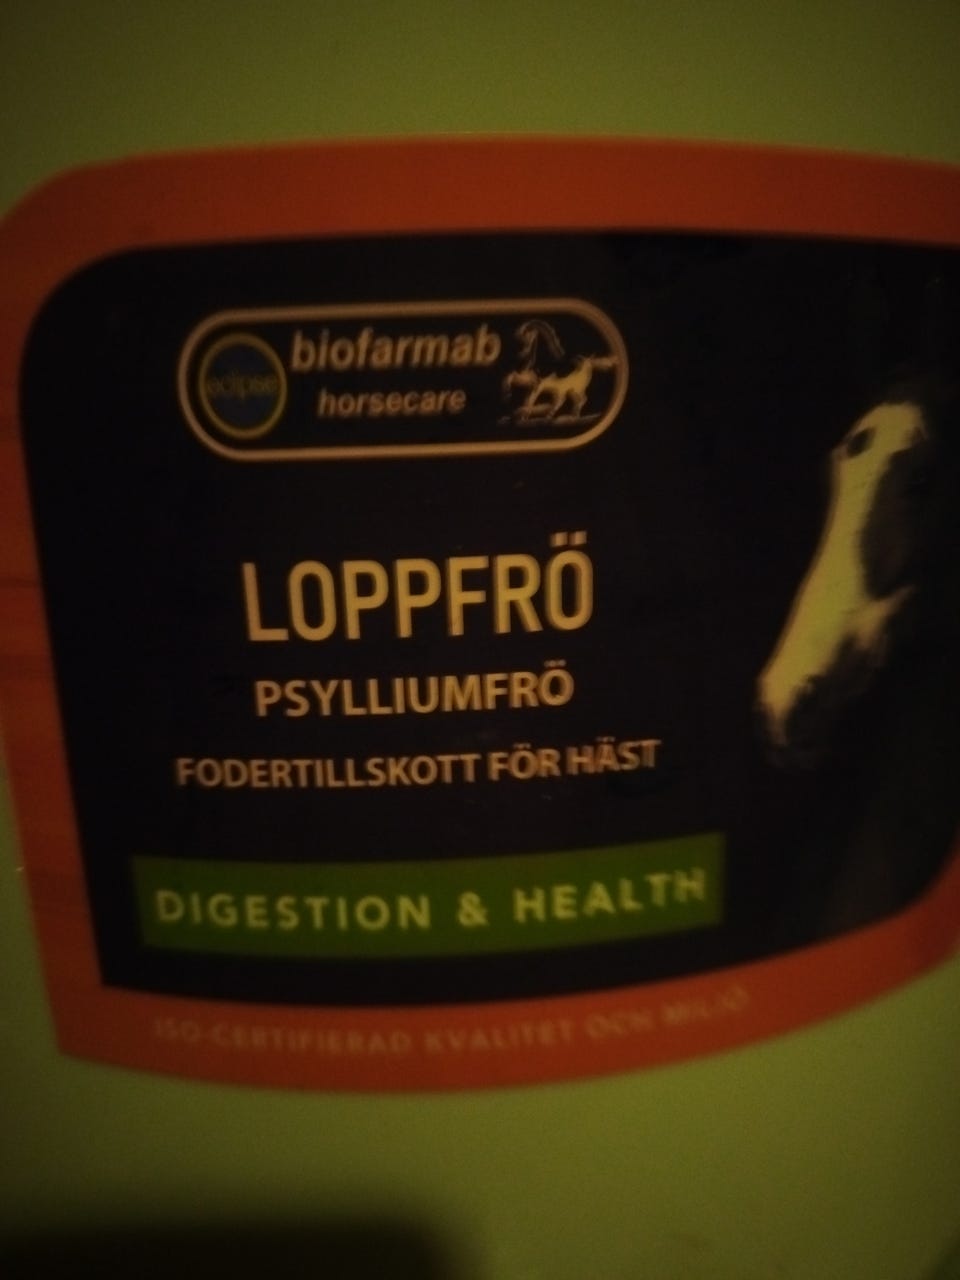 eclipse
biofarmab
horsecare
LOPPFRÖ
PSYLLIUMFRÖ
FODERTILLSKOTT FÖR HÄST
DIGESTION & HEALTH
ISO-CERTIFIERAD KVALITET OCH MILJÖ